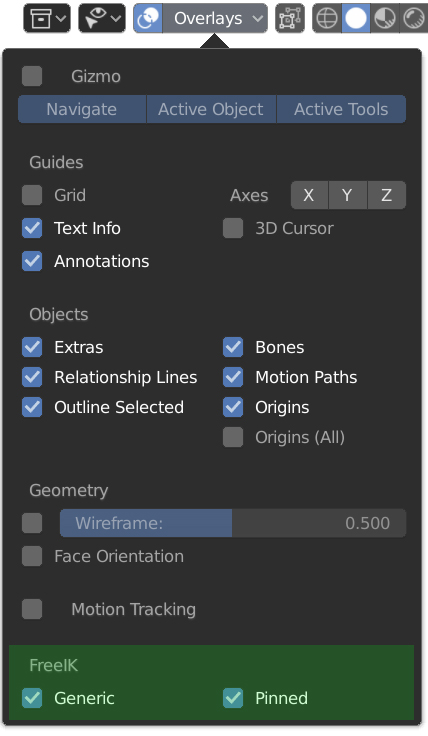 Overlays
Gizmo
Navigate Active Object Active Tools
Guides
Grid Axes X Y Z
Text Info 3D Cursor
Annotations
Objects
Extras Bones
Relationship Lines Motion Paths
Outline Selected Origins
Origins (All)
Geometry
Wireframe: 0.500
Face Orientation
Motion Tracking
FreeIK
Generic Pinned